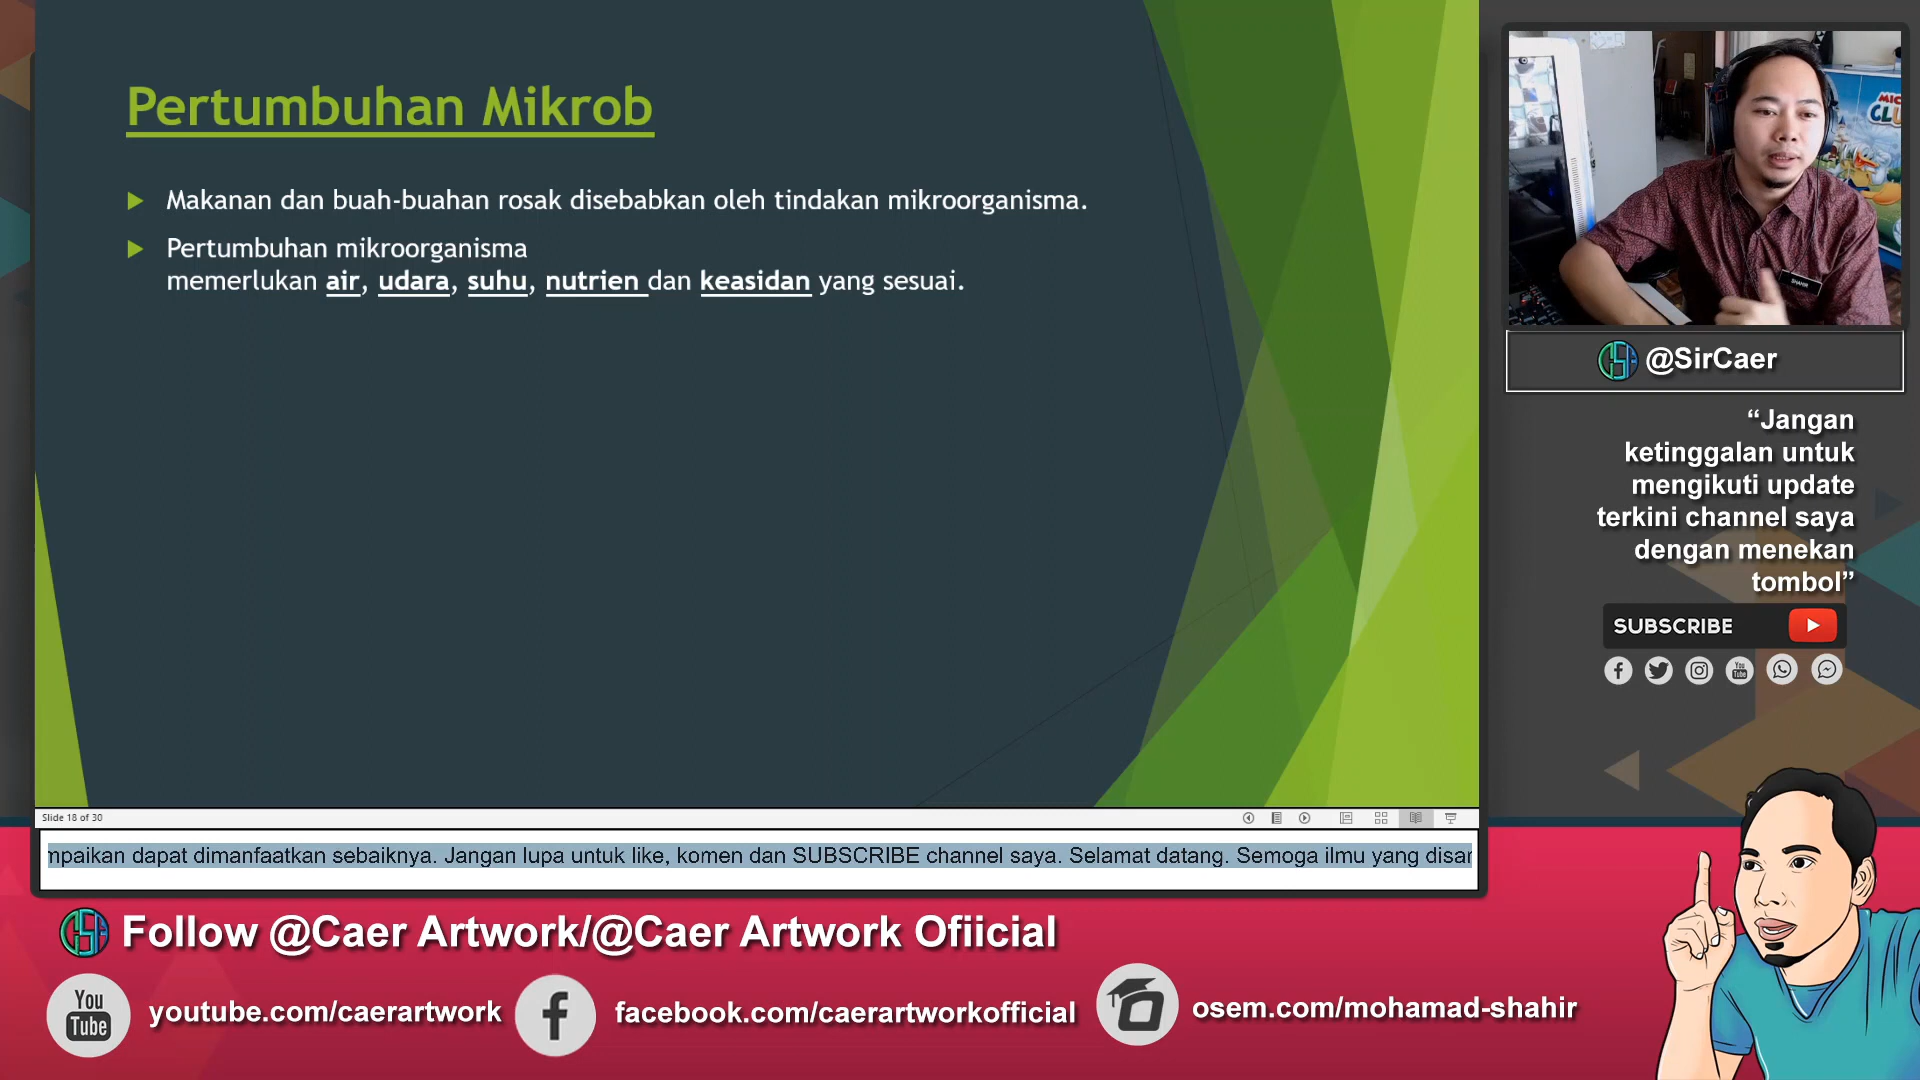 Pertumbuhan Mikrob
Makanan dan buah-buahan rosak disebabkan oleh tindakan mikroorganisma.
Pertumbuhan mikroorganisma
memerlukan air, udara, suhu, nutrien dan keasidan yang sesuai.
Slide 18 of 30
mpaikan dapat dimanfaatkan sebaiknya. Jangan lupa untuk like, komen dan SUBSCRIBE channel saya. Selamat datang. Semoga ilmu yang disar
SHAHIR
@SirCaer
“Jangan
ketinggalan untuk
mengikuti update
terkini channel saya
dengan menekan
tombol”
SUBSCRIBE
Follow @Caer Artwork/@Caer Artwork Ofiicial
You
Tube
youtube.com/caerartwork
facebook.com/caerartworkofficial
osem.com/mohamad-shahir